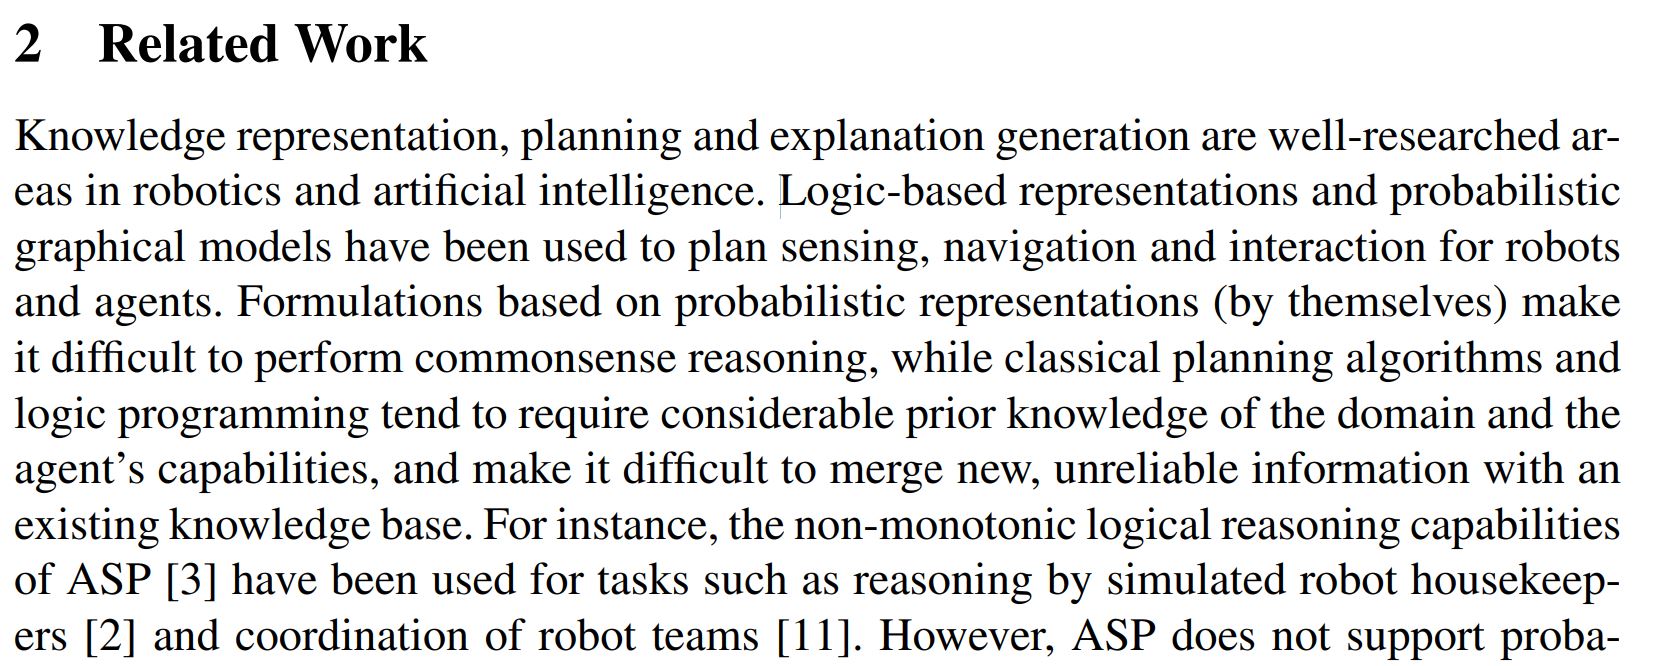 2 Related Work
Knowledge representation, planning and explanation generation are well-researched ar-
eas in robotics and artificial intelligence. Logic-based representations and probabilistic
graphical models have been used to plan sensing, navigation and interaction for robots
and agents. Formulations based on probabilistic representations (by themselves) make
it difficult to perform commonsense reasoning, while classical planning algorithms and
logic programming tend to require considerable prior knowledge of the domain and the
agent’s capabilities, and make it difficult to merge new, unreliable information with an
existing knowledge base. For instance, the non-monotonic logical reasoning capabilities
of ASP [3] have been used for tasks such as reasoning by simulated robot housekeep-
ers [2] and coordination of robot teams [11]. However, ASP does not support proba-